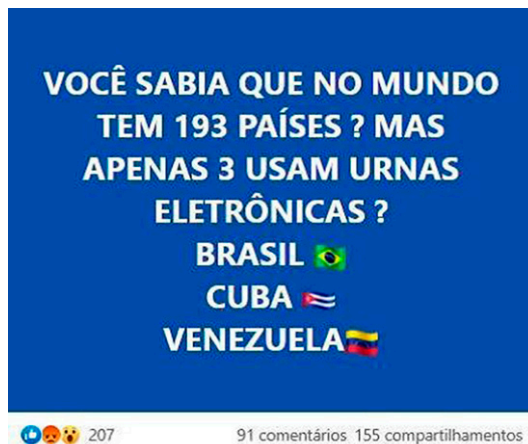 VOCÊ SABIA QUE NO MUNDO
TEM 193 PAÍSES ? MAS
APENAS 3 USAM URNAS
ELETRÔNICAS ?
BRASIL 🇧🇷
CUBA 🇨🇺
VENEZUELA🇻🇪
207
91 comentários 155 compartilhamentos